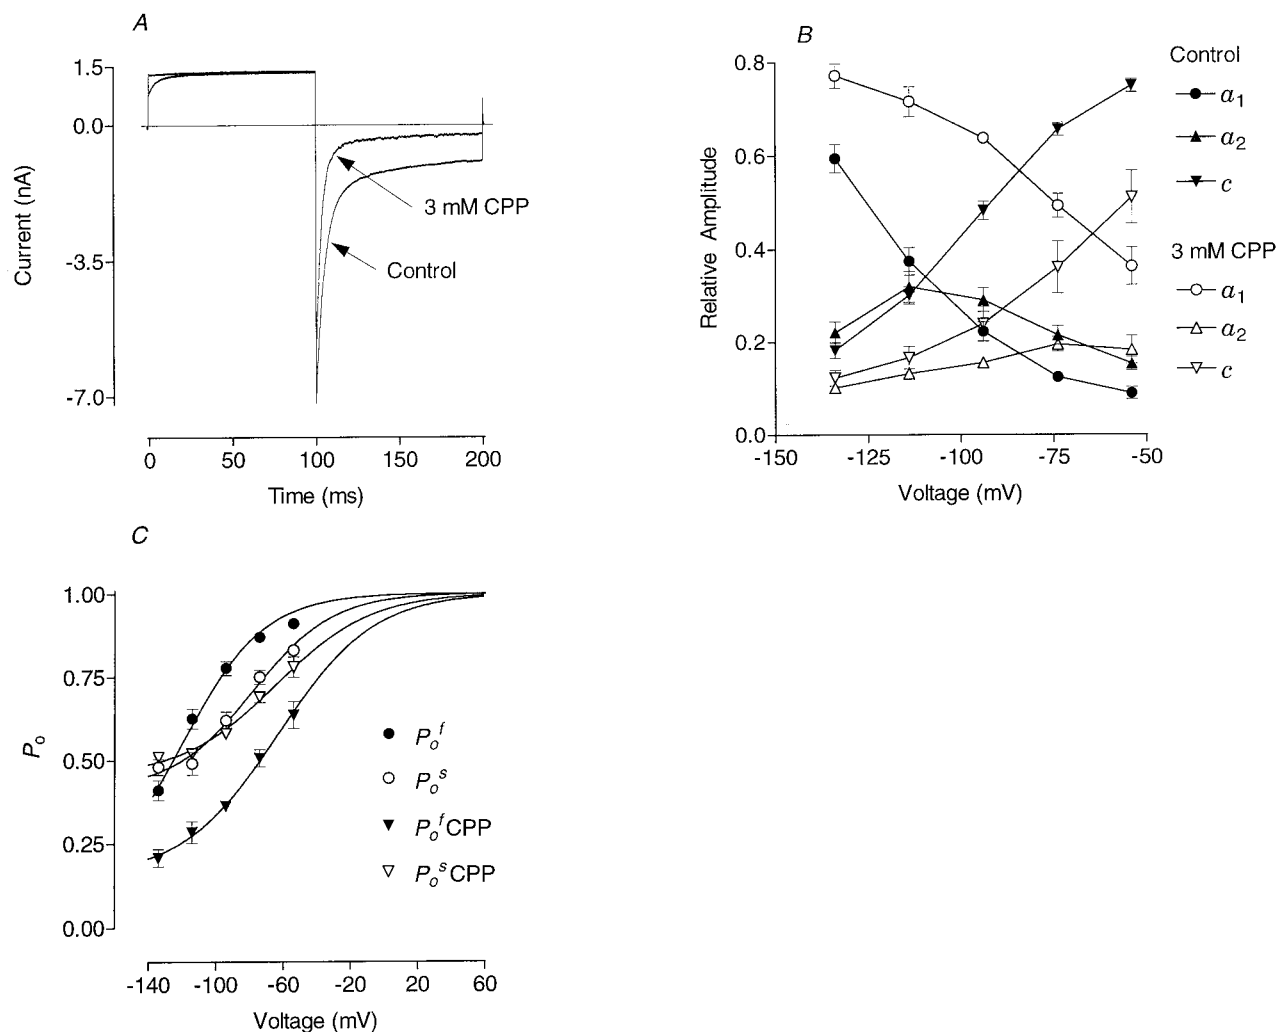 A
1.5
0.0
-3.5
-7.0
Current (nA)
3 mM CPP
Control
0 50 100 150 200
Time (ms)
B
0.8
0.6
0.4
0.2
0.0
Relative Amplitude
-150 -125 -100 -75 -50
Voltage (mV)
Control
a1
a2
c
3 mM CPP
a1
a2
c
C
1.00
0.75
0.50
0.25
0.00
Po
Pof
Pos
PofCPP
PosCPP
-140 -100 -60 -20 20 60
Voltage (mV)